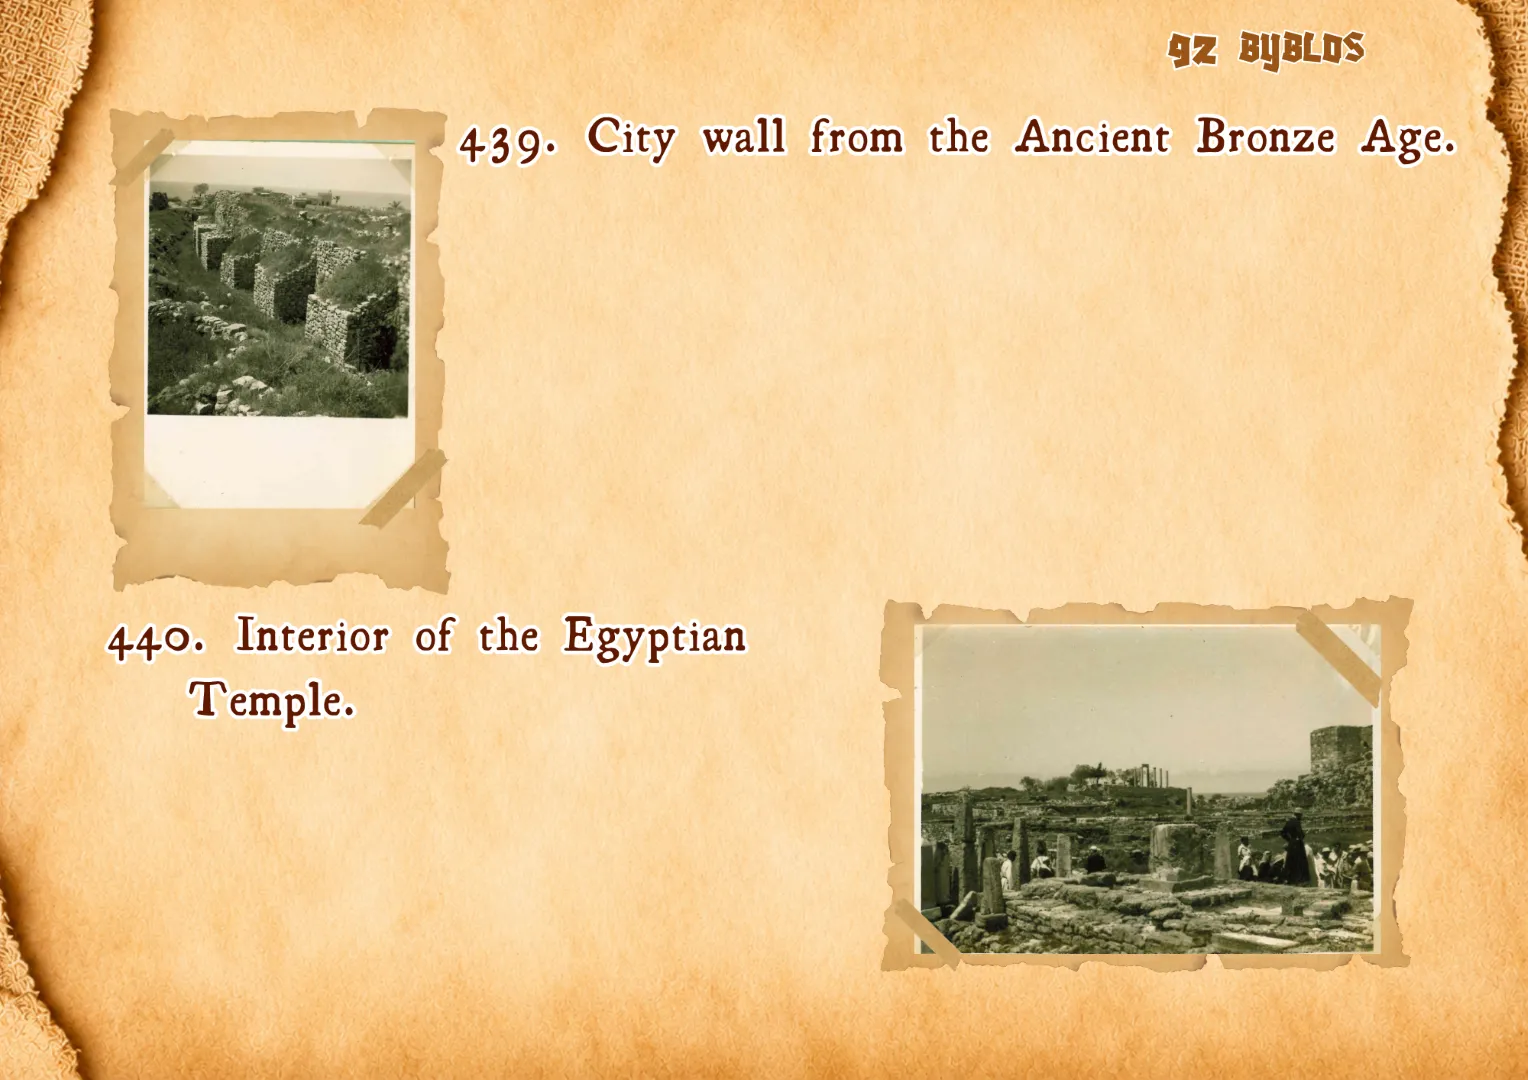 92 BYBLOS
439. City wall from the Ancient Bronze Age.
440. Interior of the Egyptian
Temple.